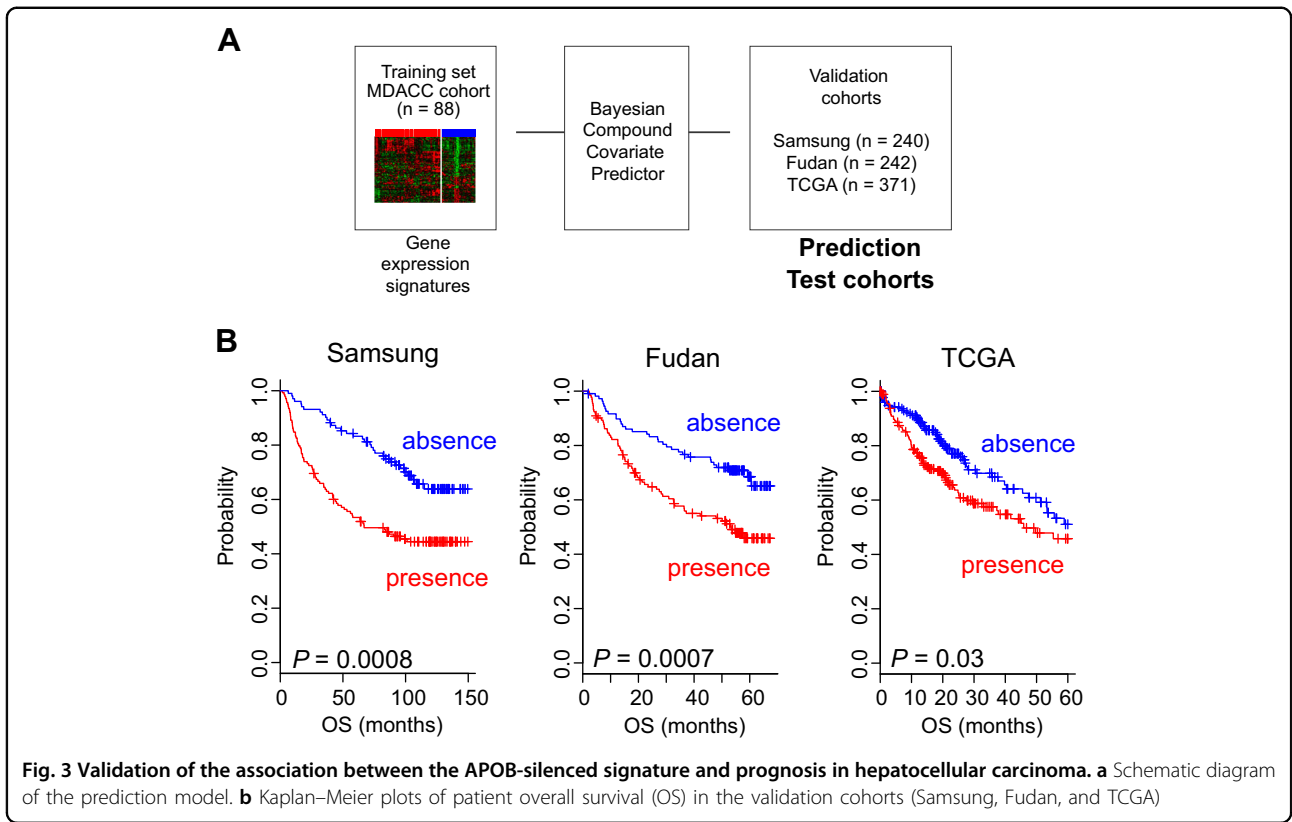 A
Training set
MDACC cohort
(n = 88)
Gene
expression
signatures
Bayesian
Compound
Covariate
Predictor
Validation
cohorts
Samsung (n = 240)
Fudan (n = 242)
TCGA (n = 371)
Prediction
Test cohorts
B
Samsung
Probability
1.0
0.8
0.6
0.4
0.2
0.0
absence
presence
P = 0.0008
0 50 100 150
OS (months)
Fudan
Probability
1.0
0.8
0.6
0.4
0.2
0.0
absence
presence
P = 0.0007
0 20 40 60
OS (months)
TCGA
Probability
1.0
0.8
0.6
0.4
0.2
0.0
absence
presence
P = 0.03
0 10 20 30 40 50 60
OS (months)
Fig. 3 Validation of the association between the APOB-silenced signature and prognosis in hepatocellular carcinoma. a Schematic diagram
of the prediction model. b Kaplan–Meier plots of patient overall survival (OS) in the validation cohorts (Samsung, Fudan, and TCGA)